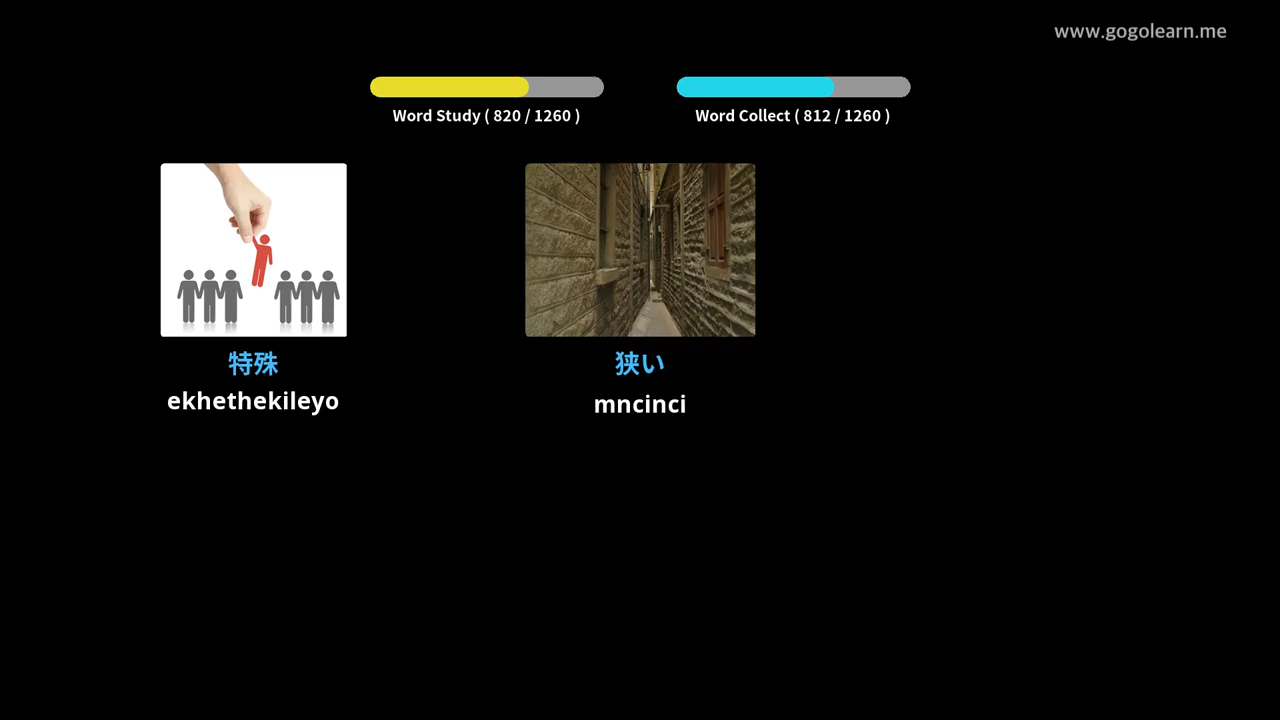 www.gogolearn.me
Word Study ( 820 / 1260 )
Word Collect ( 812 / 1260 )
特殊
ekhethekileyo
狭い
mncinci